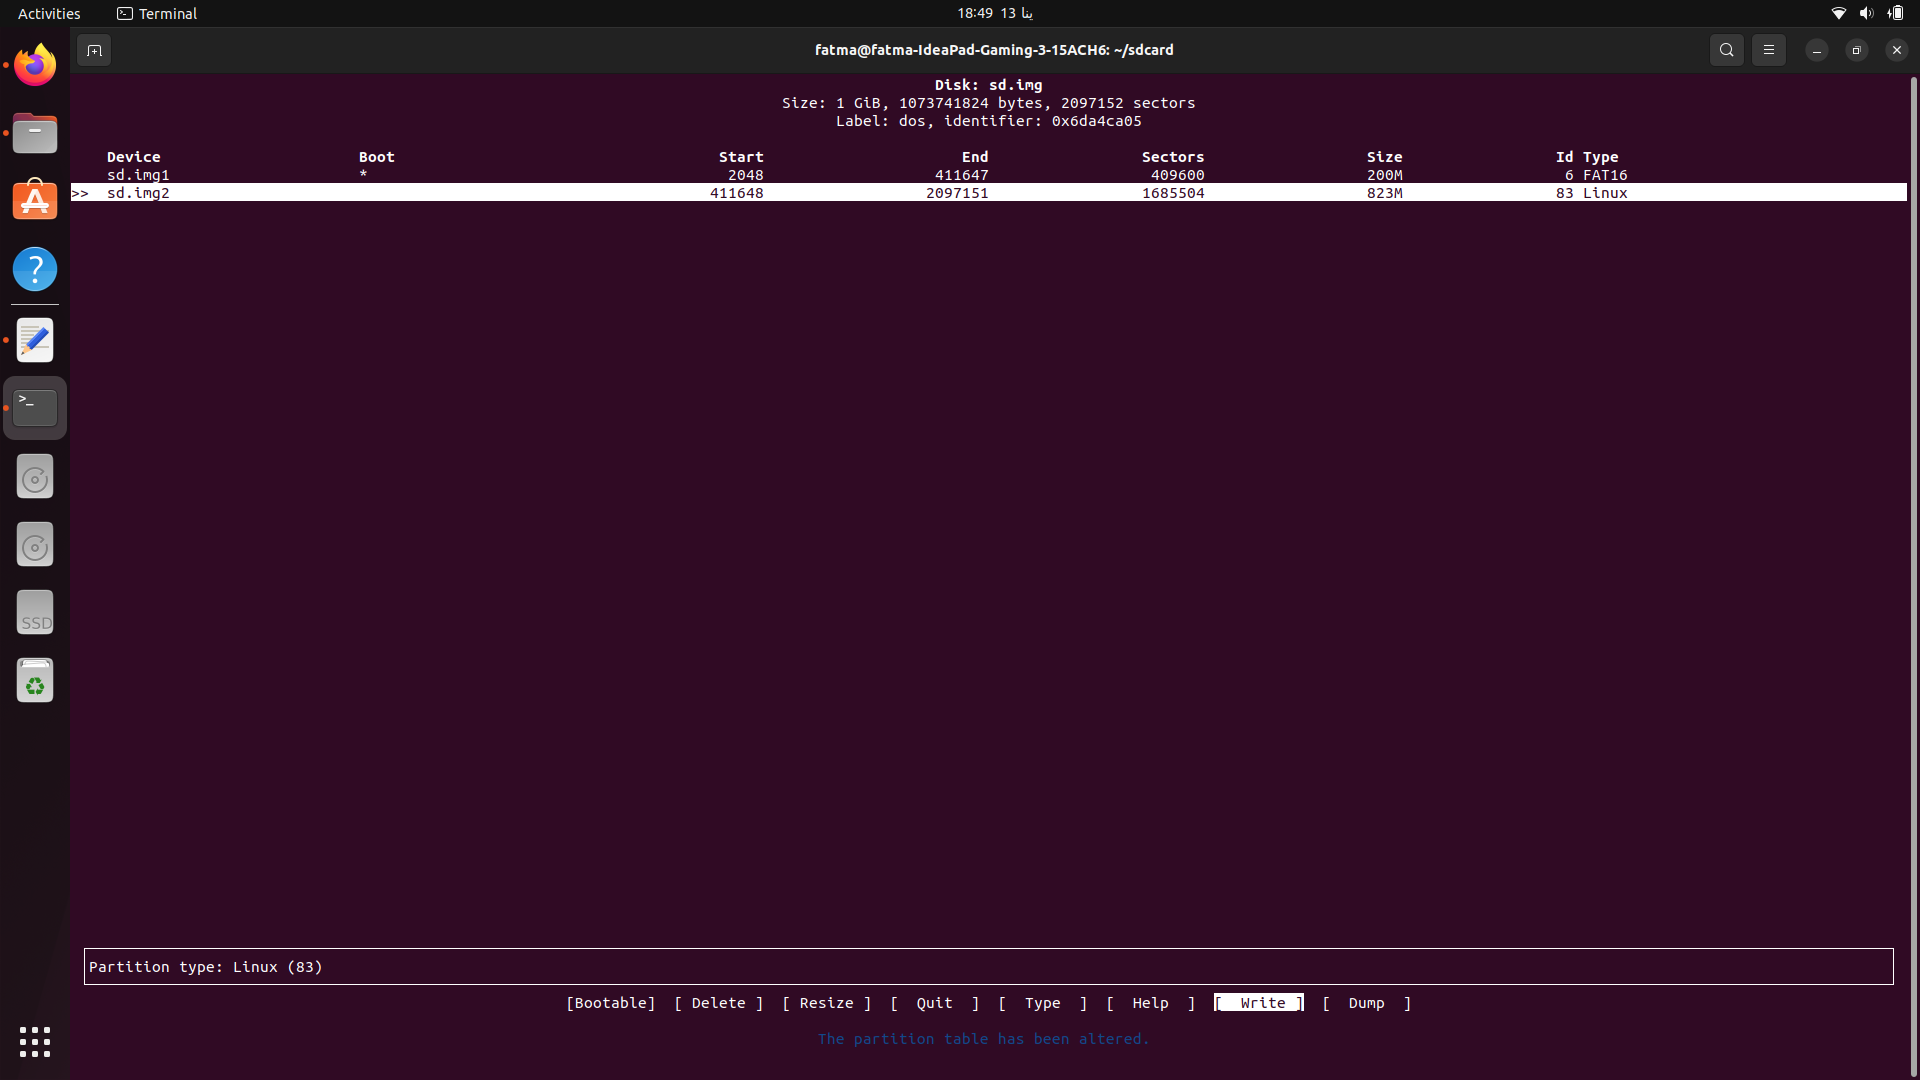 Activities
Terminal
18:49 13 ينا
fatma@fatma-IdeaPad-Gaming-3-15ACH6: ~/sdcard
Disk: sd.img
Size: 1 GiB, 1073741824 bytes, 2097152 sectors
Label: dos, identifier: 0x6da4ca05
Device Boot Start End Sectors Size Id Type
sd.img1 * 2048 411647 409600 200M 6 FAT16
>> sd.img2 411648 2097151 1685504 823M 83 Linux
>_
SSD
Partition type: Linux (83)
[Bootable] [ Delete ] [ Resize ] [ Quit ] [ Type ] [ Help ] [ Write ] [ Dump ]
The partition table has been altered.